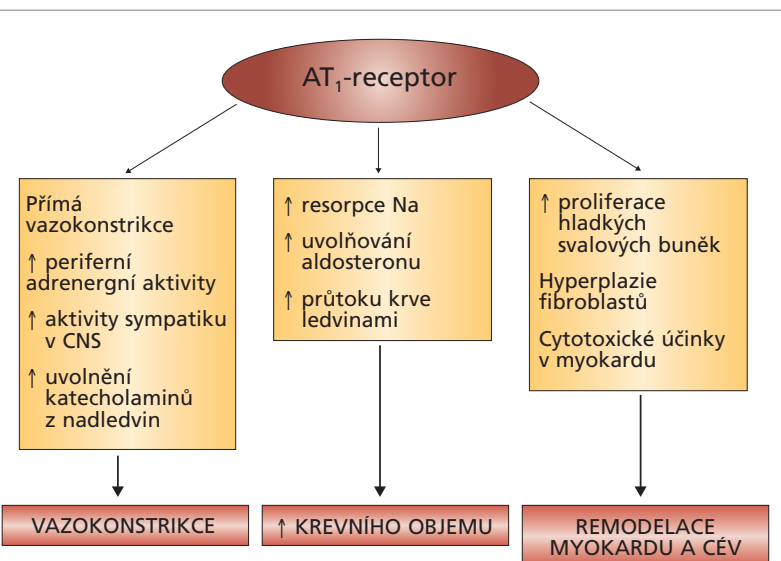 AT1-receptor
Přímá
vazokonstrikce
↑ periferní
adrenergní aktivity
↑ aktivity sympatiku
v CNS
↑ uvolnění
katecholaminů
z nadledvin
↑ resorpce Na
↑ uvolňování
aldosteronu
↑ průtoku krve
ledvinami
↑ proliferace
hladkých
svalových buněk
Hyperplazie
fibroblastů
Cytotoxické účinky
v myokardu
VAZOKONSTRIKCE
↑ KREVNÍHO OBJEMU
REMODELACE
MYOKARDU A CÉV